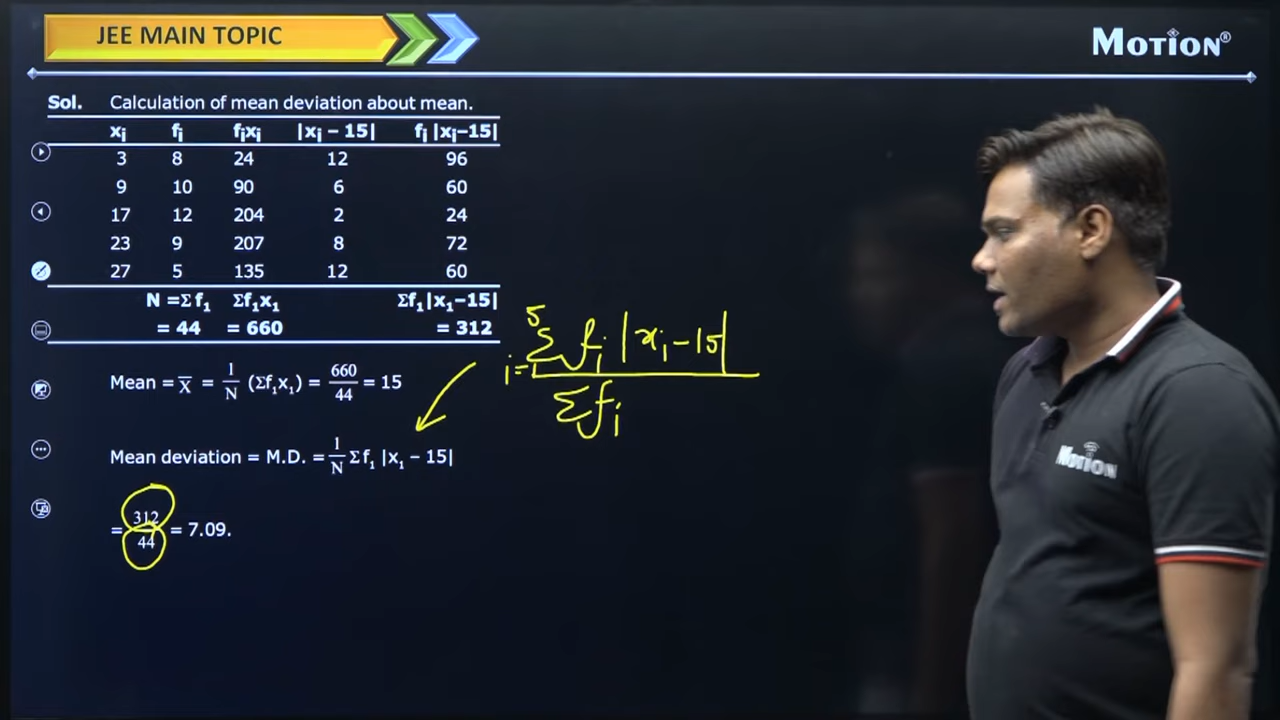 JEE MAIN TOPIC
MOTION®
Sol. Calculation of mean deviation about mean.
xi fi fixi |xi – 15| fi |xi–15|
3 8 24 12 96
9 10 90 6 60
17 12 204 2 24
23 9 207 8 72
27 5 135 12 60
N =Σ f1 Σf1x1 Σf1|x1–15|
= 44 = 660 = 312
5
Σ fi |xi–15|
i=1
Σfi
Mean = x̄ = 1/N (Σf1x1) = 660/44 = 15
Mean deviation = M.D. = 1/N Σf1 |x1 – 15|
= 312/44 = 7.09.
Motion